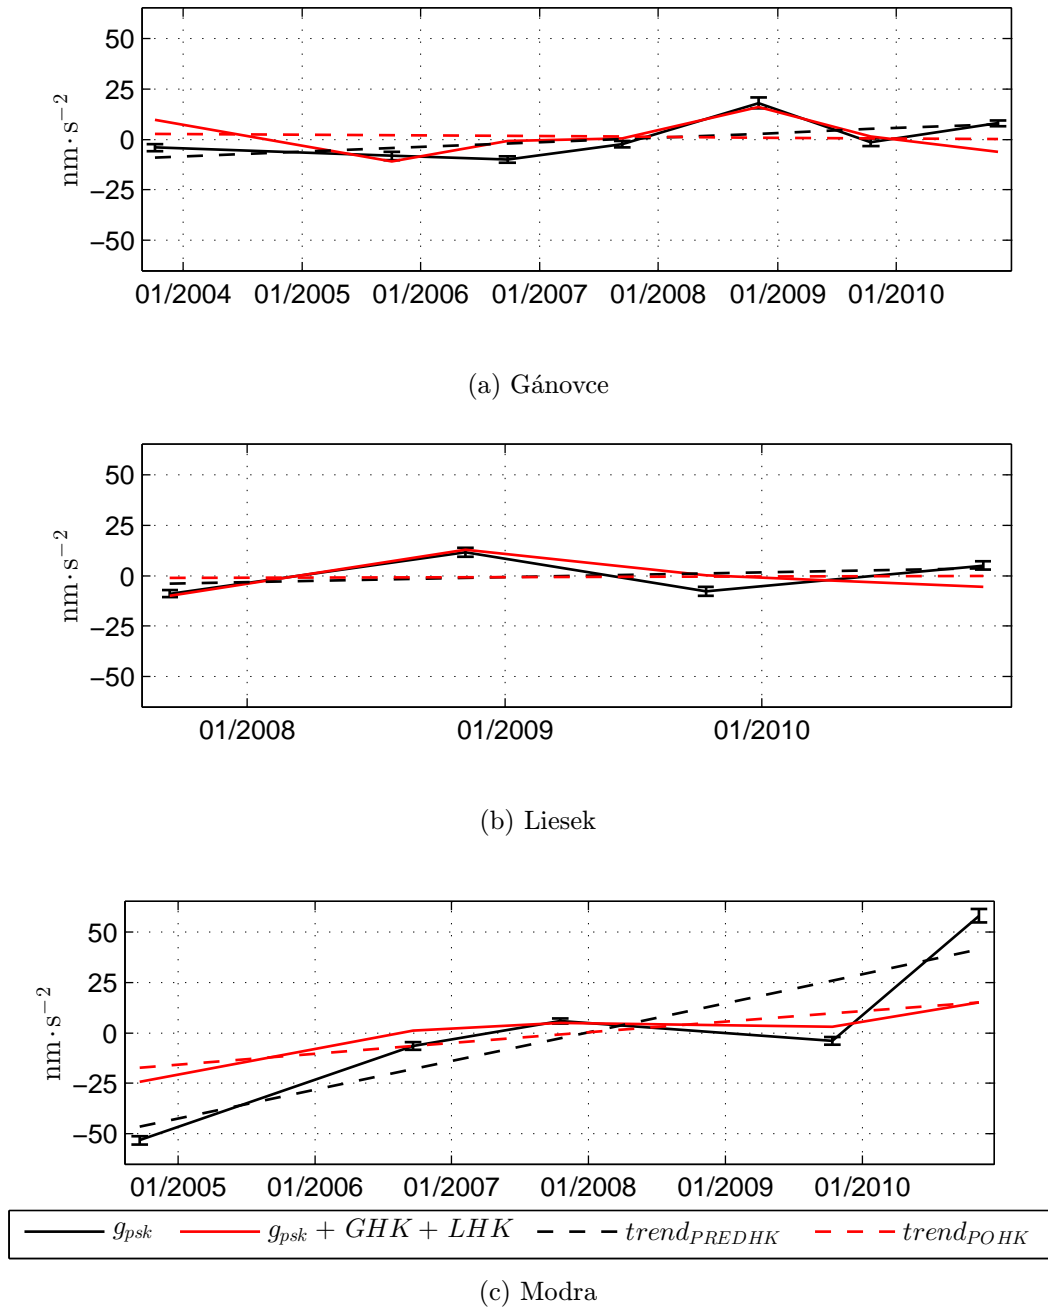 50
25
0
−25
−50
nm·s⁻²
01/2004 01/2005 01/2006 01/2007 01/2008 01/2009 01/2010
(a) Gánovce
50
25
0
−25
−50
nm·s⁻²
01/2008 01/2009 01/2010
(b) Liesek
50
25
0
−25
−50
nm·s⁻²
01/2005 01/2006 01/2007 01/2008 01/2009 01/2010
g_psk g_psk + GHK + LHK trend_PREDHK trend_POHK
(c) Modra